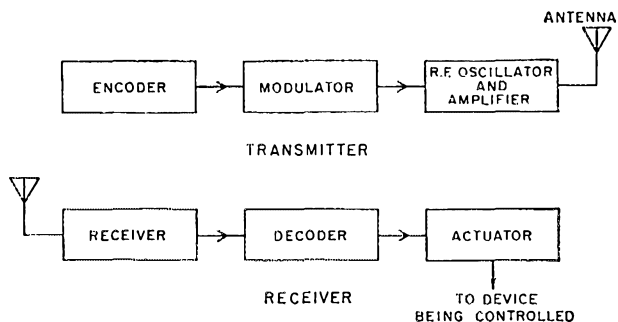 ANTENNA
ENCODER
MODULATOR
R.F. OSCILLATOR
AND
AMPLIFIER
TRANSMITTER
RECEIVER
DECODER
ACTUATOR
RECEIVER
TO DEVICE
BEING CONTROLLED